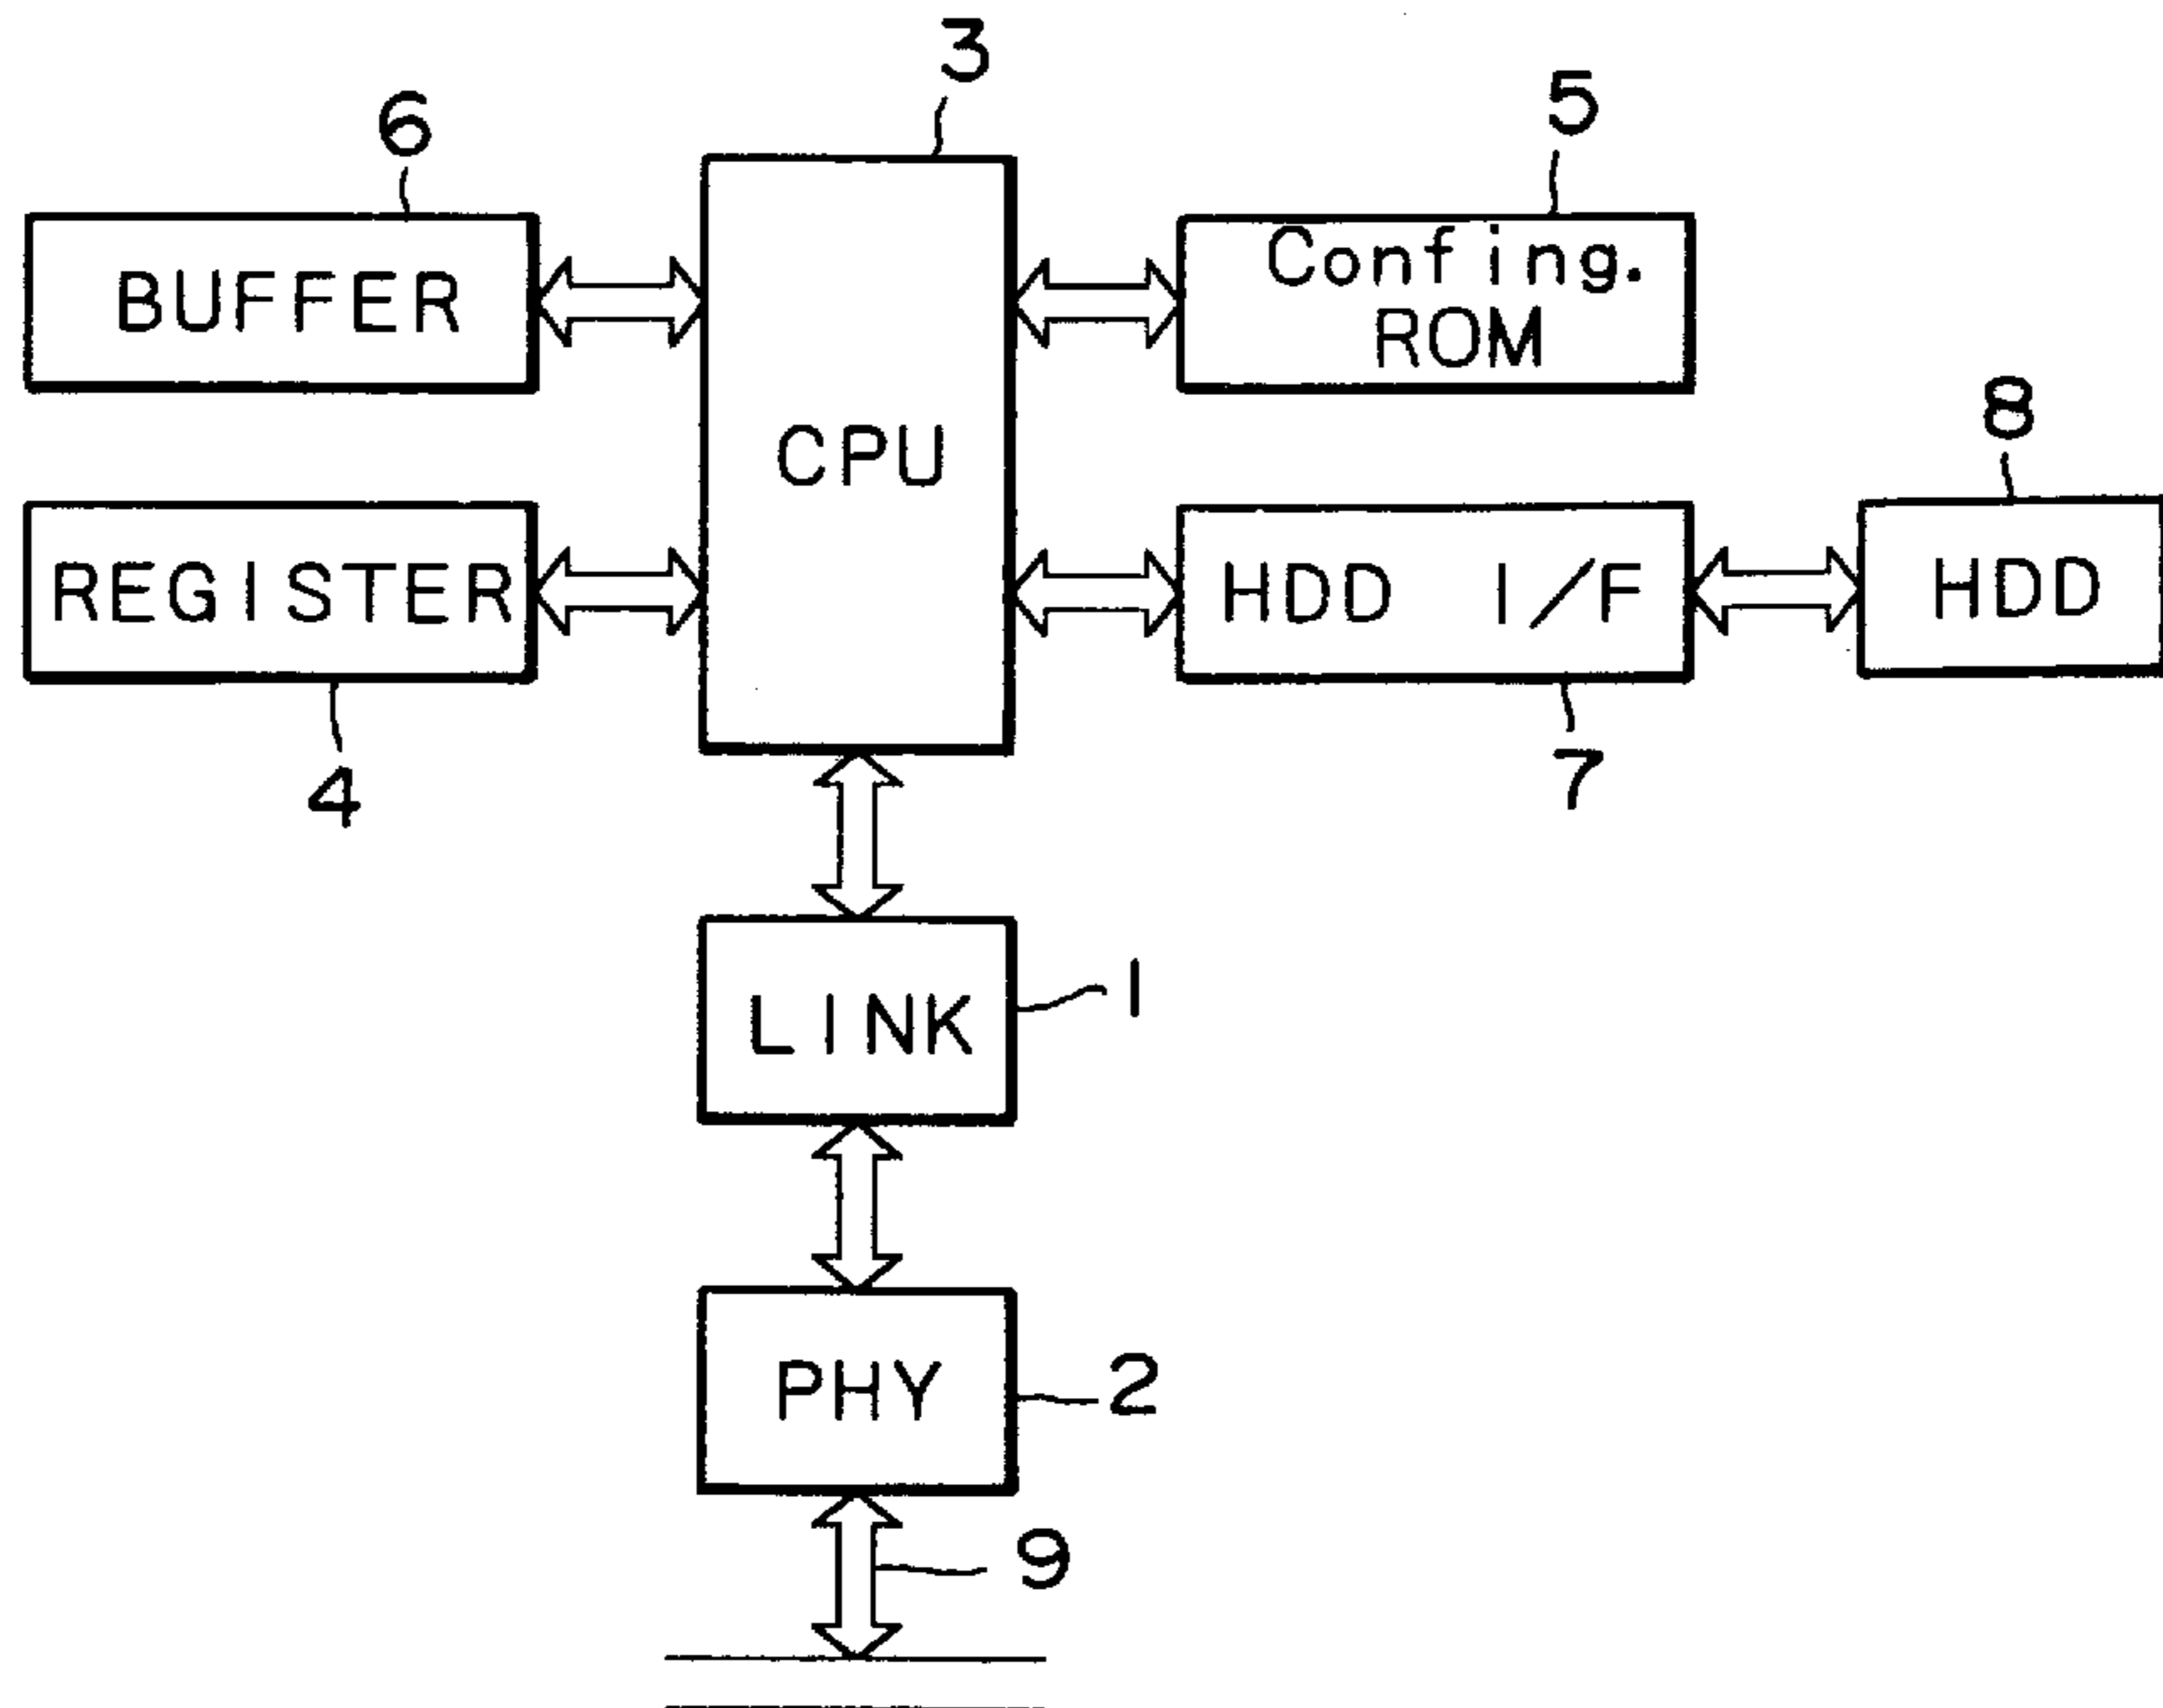 3
6
5
BUFFER
Confing.
ROM
CPU
8
REGISTER
HDD I/F
HDD
4
7
LINK
1
PHY
2
9